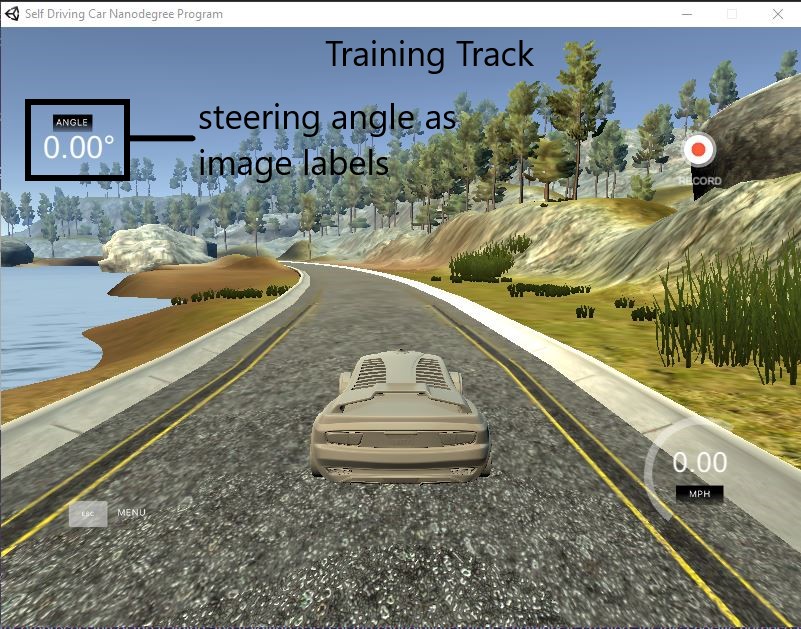 Self Driving Car Nanodegree Program
Training Track
ANGLE
0.00°
steering angle as
image labels
RECORD
0.00
MPH
ESC
MENU